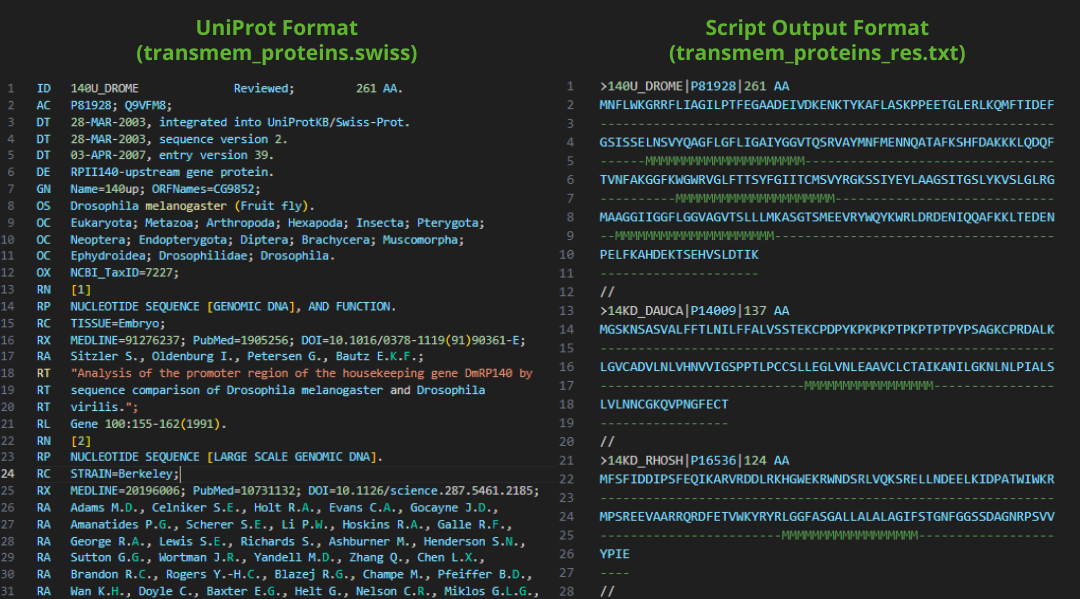 UniProt Format
(transmem_proteins.swiss)
1 ID 140U_DROME Reviewed; 261 AA.
2 AC P81928; Q9VFM8;
3 DT 28-MAR-2003, integrated into UniProtKB/Swiss-Prot.
4 DT 28-MAR-2003, sequence version 2.
5 DT 03-APR-2007, entry version 39.
6 DE RPII140-upstream gene protein.
7 GN Name=140up; ORFNames=CG9852;
8 OS Drosophila melanogaster (Fruit fly).
9 OC Eukaryota; Metazoa; Arthropoda; Hexapoda; Insecta; Pterygota;
10 OC Neoptera; Endopterygota; Diptera; Brachycera; Muscomorpha;
11 OC Ephydroidea; Drosophilidae; Drosophila.
12 OX NCBI_TaxID=7227;
13 RN [1]
14 RP NUCLEOTIDE SEQUENCE [GENOMIC DNA], AND FUNCTION.
15 RC TISSUE=Embryo;
16 RX MEDLINE=91276237; PubMed=1905256; DOI=10.1016/0378-1119(91)90361-E;
17 RA Sitzler S., Oldenburg I., Petersen G., Bautz E.K.F.;
18 RT "Analysis of the promoter region of the housekeeping gene DmRP140 by
19 RT sequence comparison of Drosophila melanogaster and Drosophila
20 RT virilis.";
21 RL Gene 100:155-162(1991).
22 RN [2]
23 RP NUCLEOTIDE SEQUENCE [LARGE SCALE GENOMIC DNA].
24 RC STRAIN=Berkeley;
25 RX MEDLINE=20196006; PubMed=10731132; DOI=10.1126/science.287.5461.2185;
26 RA Adams M.D., Celniker S.E., Holt R.A., Evans C.A., Gocayne J.D.,
27 RA Amanatides P.G., Scherer S.E., Li P.W., Hoskins R.A., Galle R.F.,
28 RA George R.A., Lewis S.E., Richards S., Ashburner M., Henderson S.N.,
29 RA Sutton G.G., Wortman J.R., Yandell M.D., Zhang Q., Chen L.X.,
30 RA Brandon R.C., Rogers Y.-H.C., Blazej R.G., Champe M., Pfeiffer B.D.,
31 RA Wan K.H., Doyle C., Baxter E.G., Helt G., Nelson C.R., Miklos G.L.G.,
Script Output Format
(transmem_proteins_res.txt)
1 >140U_DROME|P81928|261 AA
2 MNFLWKGRRFLIAGILPTFEGAADEIVDKENKTYKAFLASKPPEETGLERLKQMFTIDEF
3 ------------------------------------------------------------
4 GSISSELNSVYQAGFLGFLIGAIYGGVTQSRVAYMNFMENNQATAFKSHFDAKKKLQDQF
5 ------MMMMMMMMMMMMMMMMMMMMM---------------------------------
6 TVNFAKGGFKWGWRVGLFTTSYFGIITCMSVYRGKSSIYEYLAAGSITGSLYKVSLGLRG
7 ----------MMMMMMMMMMMMMMMMMMMMM-----------------------------
8 MAAGGIIGGFLGGVAGVTSLLLMKASGTSMEEVRYWQYKWRLDRDENIQQAFKKLTEDEN
9 --MMMMMMMMMMMMMMMMMMMMM-------------------------------------
10 PELFKAHDEKTSEHVSLDTIK
11 ---------------------
12 //
13 >14KD_DAUCA|P14009|137 AA
14 MGSKNSASVALFFTLNILFFALVSSTEKCPDPYKPKPKPTPKPTPTPYPSAGKCPRDALK
15 ------------------------------------------------------------
16 LGVCADVLNLVHNVVIGSPPTLPCCSLLEGLVNLEAAVCLCTAIKANILGKNLNLPIALS
17 ---------------------------MMMMMMMMMMMMMMMMM----------------
18 LVLNNCGKQVPNGFECT
19 -----------------
20 //
21 >14KD_RHOSH|P16536|124 AA
22 MFSFIDDIPSFEQIKARVRDDLRKHGWEKRWNDSRLVQKSRELLNDEELKIDPATWIWKR
23 ------------------------------------------------------------
24 MPSREEVAARRQRDFETVWKYRYRLGGFASGALLALALAGIFSTGNFGGSSDAGNRPSVV
25 ------------------------MMMMMMMMMMMMMMMMMM------------------
26 YPIE
27 ----
28 //